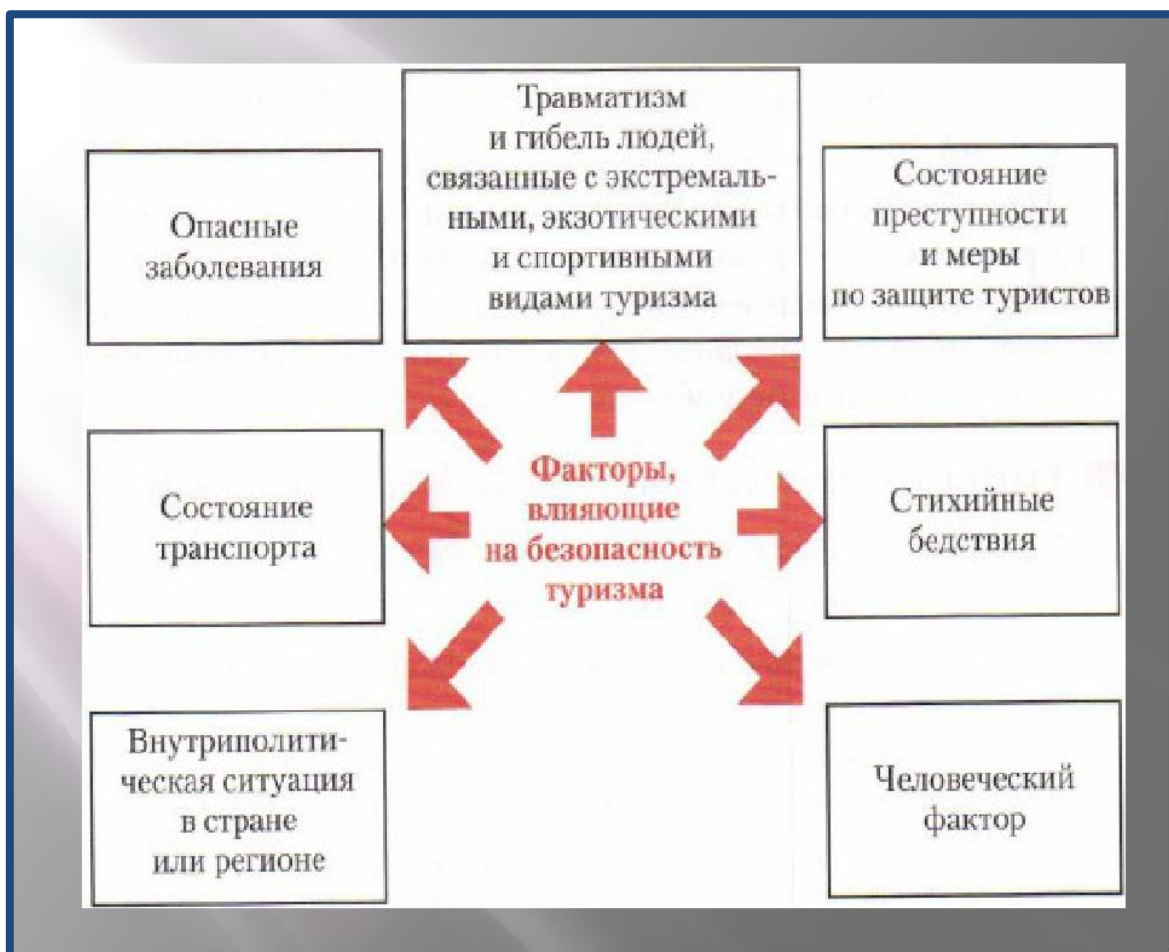 Травматизм
и гибель людей,
связанные с экстремаль-
ными, экзотическими
и спортивными
видами туризма
Опасные
заболевания
Состояние
преступности
и меры
по защите туристов
Факторы,
влияющие
на безопасность
туризма
Состояние
транспорта
Стихийные
бедствия
Внутриполити-
ческая ситуация
в стране
или регионе
Человеческий
фактор